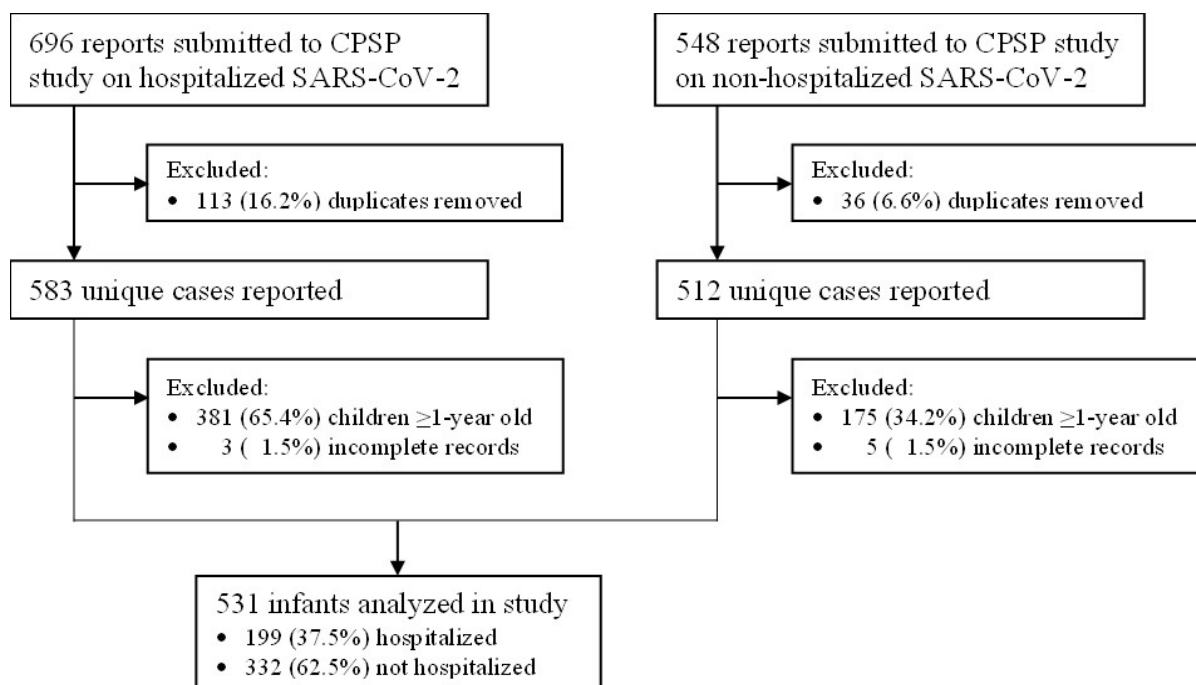 696 reports submitted to CPSP
study on hospitalized SARS-CoV-2
548 reports submitted to CPSP study
on non-hospitalized SARS-CoV-2
Excluded:
• 113 (16.2%) duplicates removed
Excluded:
• 36 (6.6%) duplicates removed
583 unique cases reported
512 unique cases reported
Excluded:
• 381 (65.4%) children ≥1-year old
• 3 ( 1.5%) incomplete records
Excluded:
• 175 (34.2%) children ≥1-year old
• 5 ( 1.5%) incomplete records
531 infants analyzed in study
• 199 (37.5%) hospitalized
• 332 (62.5%) not hospitalized